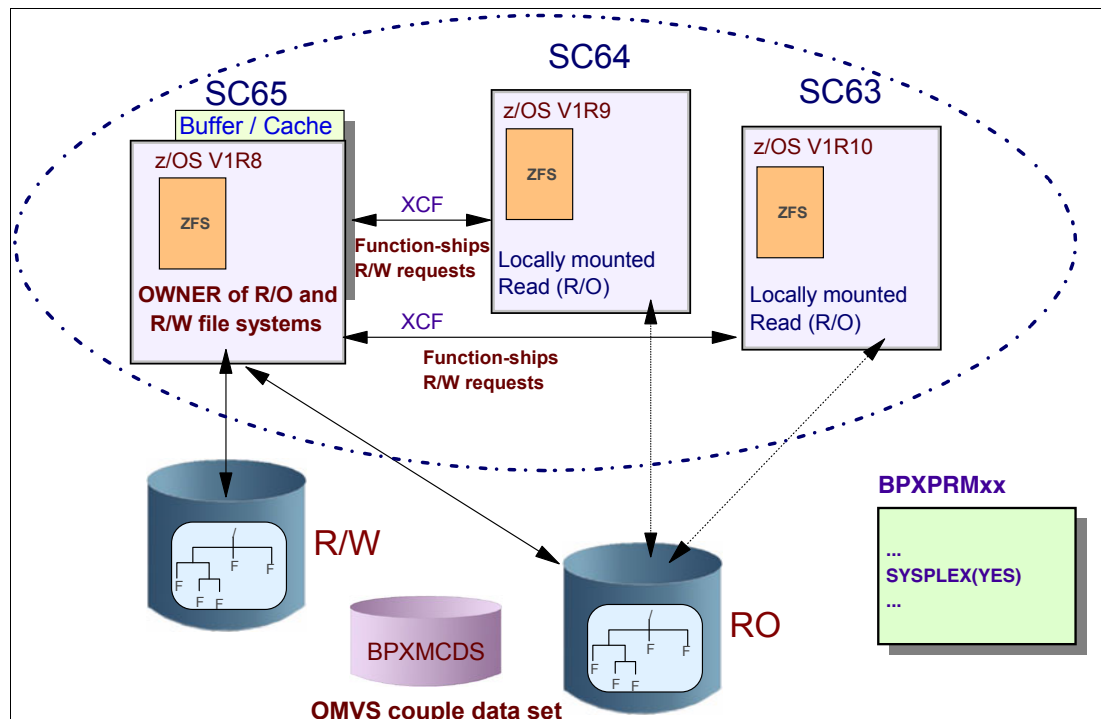 SC64
SC65
SC63
Buffer / Cache
z/OS V1R8
ZFS
OWNER of R/O and
R/W file systems
XCF
Function-ships
R/W requests
z/OS V1R9
ZFS
Locally mounted
Read (R/O)
z/OS V1R10
ZFS
Locally mounted
Read (R/O)
XCF
Function-ships
R/W requests
R/W
/
F
F
F
F
F
BPXMCDS
OMVS couple data set
RO
/
F
F
F
F
F
BPXPRMxx
...
SYSPLEX(YES)
...